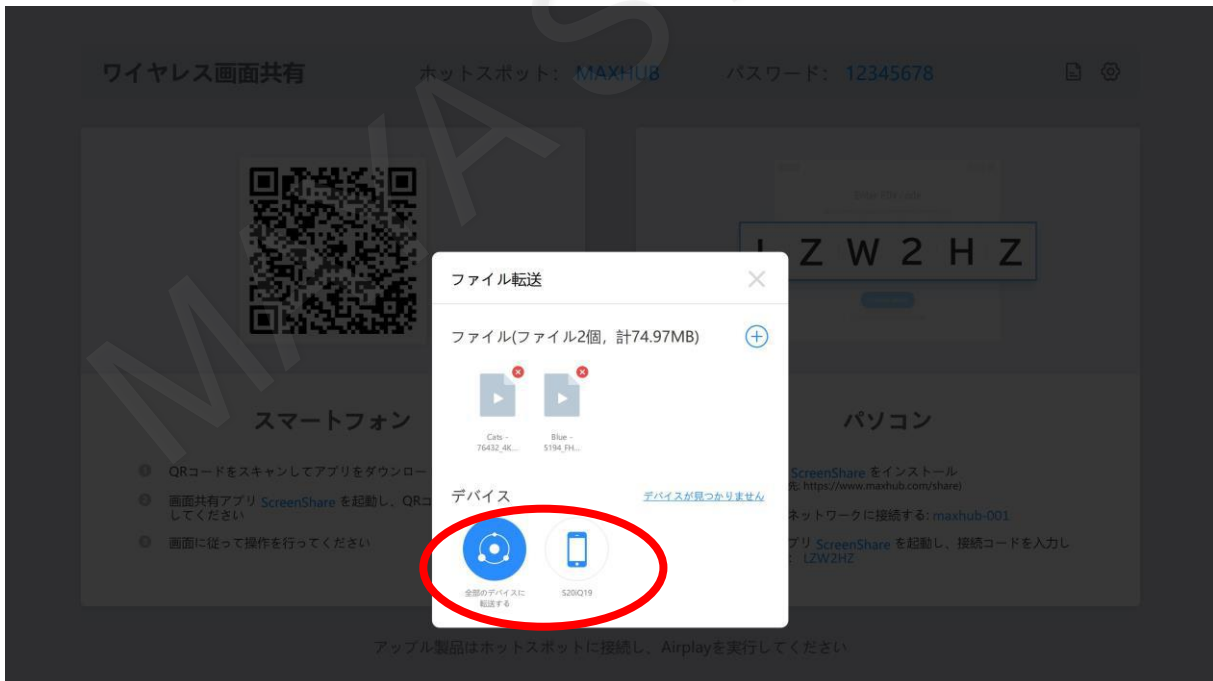 ワイヤレス画面共有 ホットスポット: MAXHUB パスワード: 12345678
Z W 2 H Z
ファイル転送
ファイル(ファイル2個, 計74.97MB)
Cats - 76432_4K...
Blue - 5194_FH...
デバイス デバイスが見つかりません
全部のデバイスに
転送する
S20iQ19
スマートフォン
QRコードをスキャンしてアプリをダウンロー
画面共有アプリ ScreenShare を起動し、QRコ
してください
画面に従って操作を行ってください
パソコン
ScreenShare をインストール
先: https://www.maxhub.com/share)
ネットワークに接続する: maxhub-001
プリ ScreenShare を起動し、接続コードを入力し
: LZW2HZ
アップル製品はホットスポットに接続し、Airplayを実行してください